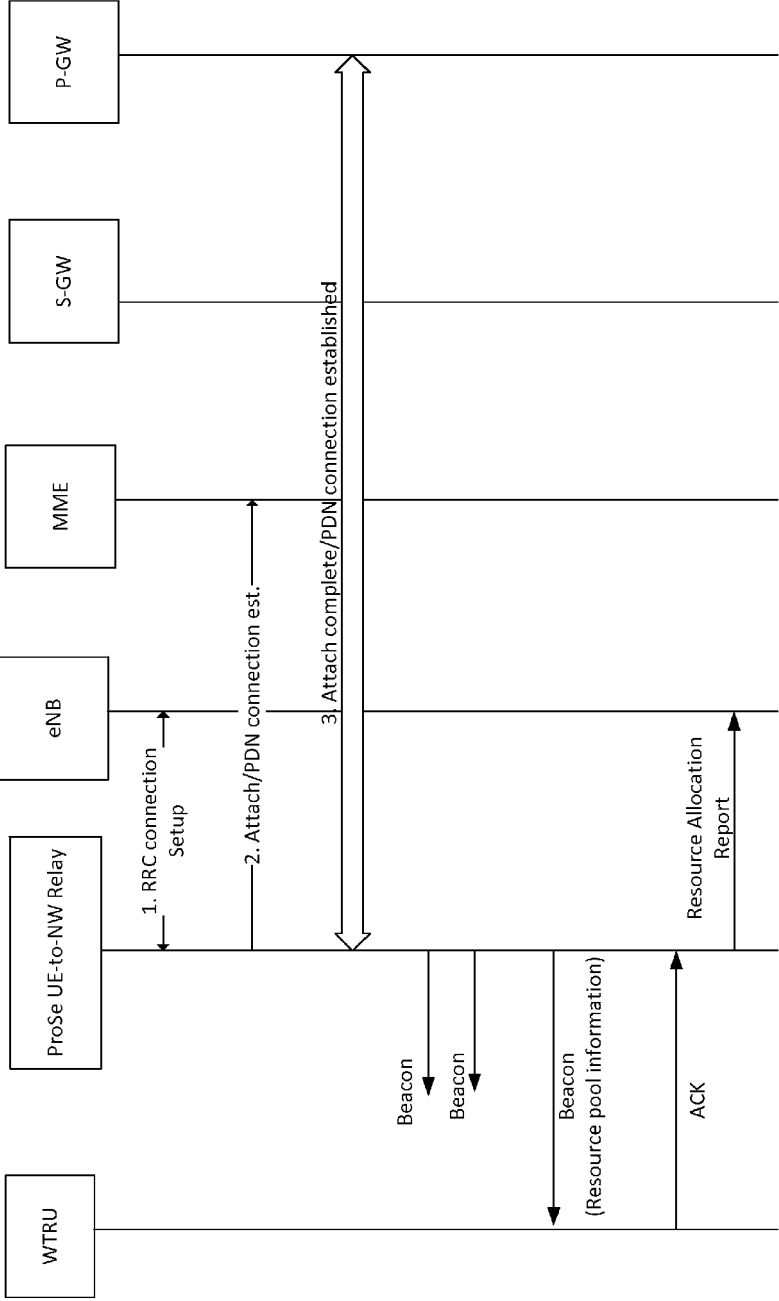 WTRU
ProSe UE-to-NW Relay
eNB
MME
S-GW
P-GW
1. RRC connection
Setup
2. Attach/PDN connection est.
3. Attach complete/PDN connection established
Beacon
Beacon
Beacon
(Resource pool information)
ACK
Resource Allocation
Report